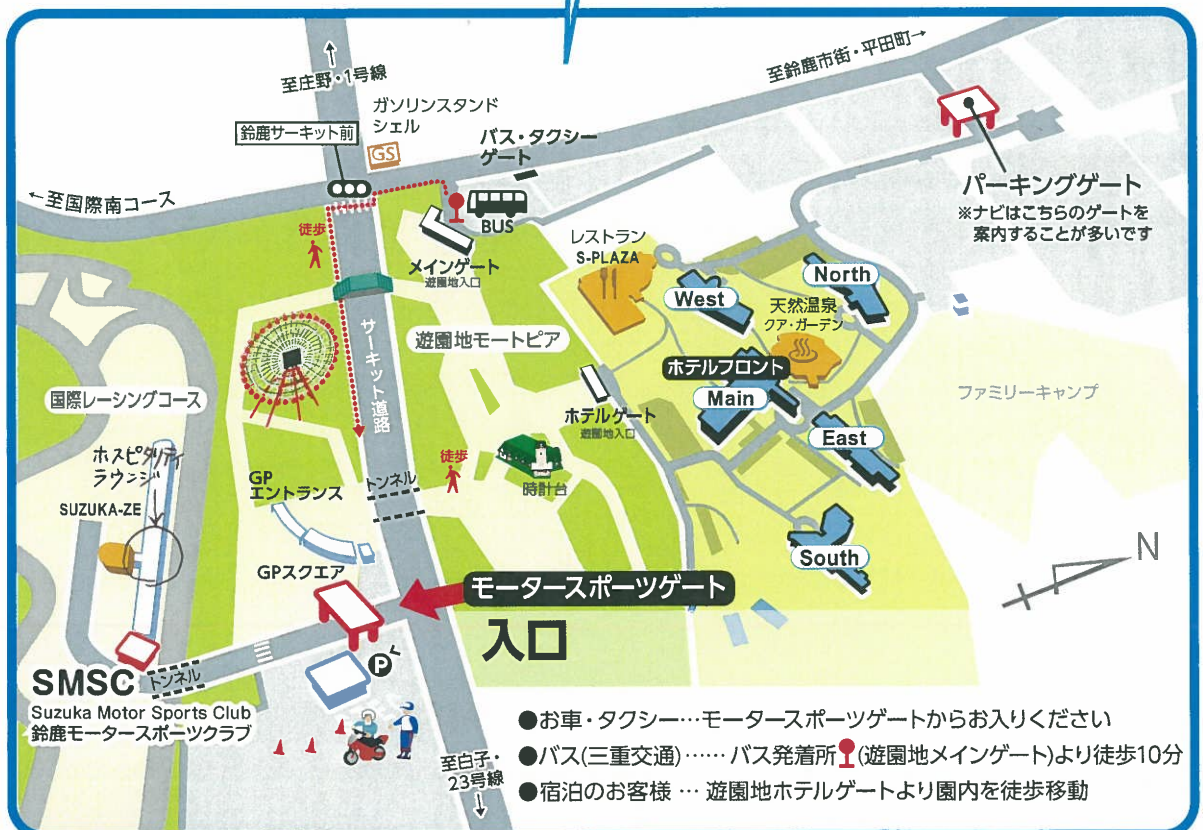 至庄野・1号線
ガソリンスタンド
シェル
GS
鈴鹿サーキット前
バス・タクシー
ゲート
至鈴鹿市街・平田町→
←至国際南コース
パーキングゲート
※ナビはこちらのゲートを
案内することが多いです
BUS
徒歩
メインゲート
遊園地入口
レストラン
S-PLAZA
West
North
天然温泉
クア・ガーデン
サーキット道路
遊園地モートピア
ホテルフロント
Main
国際レーシングコース
ホテルゲート
遊園地入口
ファミリーキャンプ
East
ホスピタリティ
ラウンジ
SUZUKA-ZE
GP
エントランス
トンネル
徒歩
時計台
South
N
GPスクエア
モータースポーツゲート
入口
P
SMSC
トンネル
Suzuka Motor Sports Club
鈴鹿モータースポーツクラブ
至白子・
23号線
●お車・タクシー…モータースポーツゲートからお入りください
●バス(三重交通)……バス発着所(遊園地メインゲート)より徒歩10分
●宿泊のお客様…遊園地ホテルゲートより園内を徒歩移動